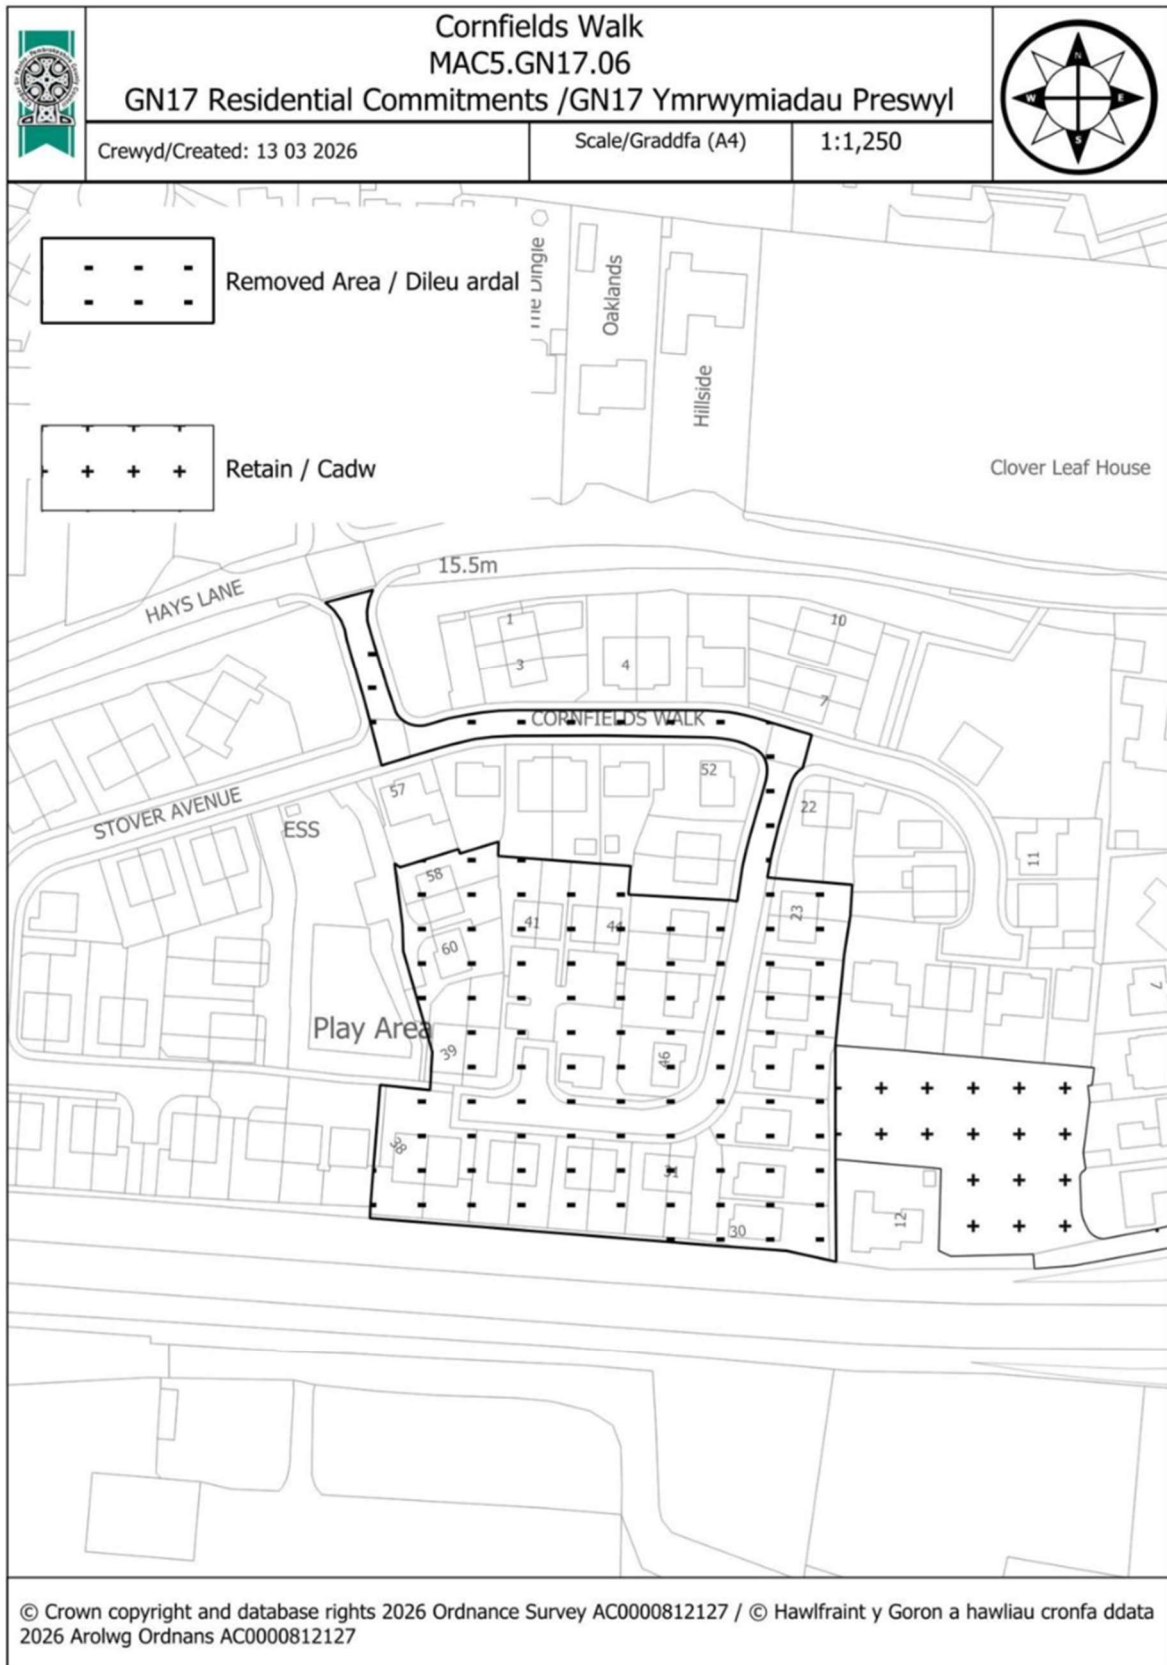 Cornfields Walk
MAC5.GN17.06
GN17 Residential Commitments /GN17 Ymrwymiadau Preswyl
Crewyd/Created: 13 03 2026
Scale/Graddfa (A4)
1:1,250
N
W
E
S
Removed Area / Dileu ardal
Retain / Cadw
The Dingle
Oaklands
Hillside
Clover Leaf House
15.5m
HAYS LANE
1
10
3
4
7
CORNFIELDS WALK
52
57
22
STOVER AVENUE
ESS
11
58
23
41
44
60
7
Play Area
39
46
38
31
12
30
© Crown copyright and database rights 2026 Ordnance Survey AC0000812127 / © Hawlfraint y Goron a hawliau cronfa ddata
2026 Arolwg Ordnans AC0000812127